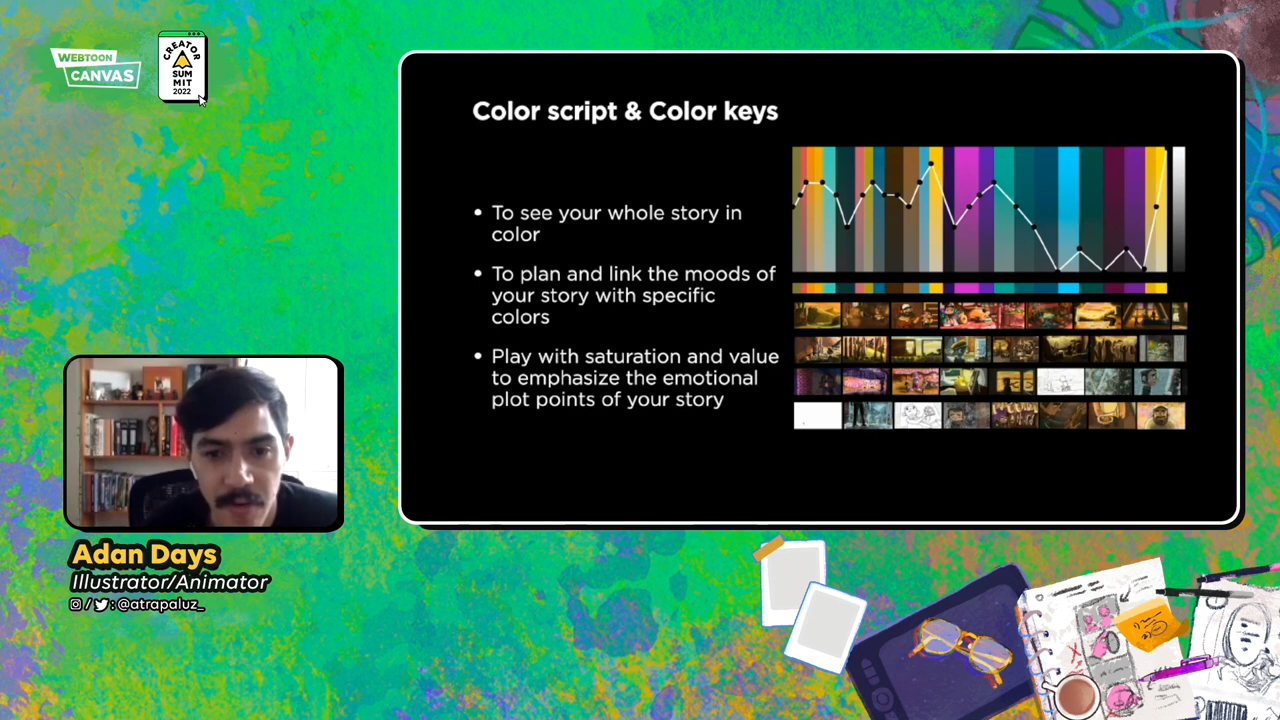 WEBTOON
CANVAS
CREATOR
SUM
MIT
2022
Color script & Color keys
• To see your whole story in
color
• To plan and link the moods of
your story with specific
colors
• Play with saturation and value
to emphasize the emotional
plot points of your story
Adan Days
Illustrator/Animator
/ : @atrapaluz_